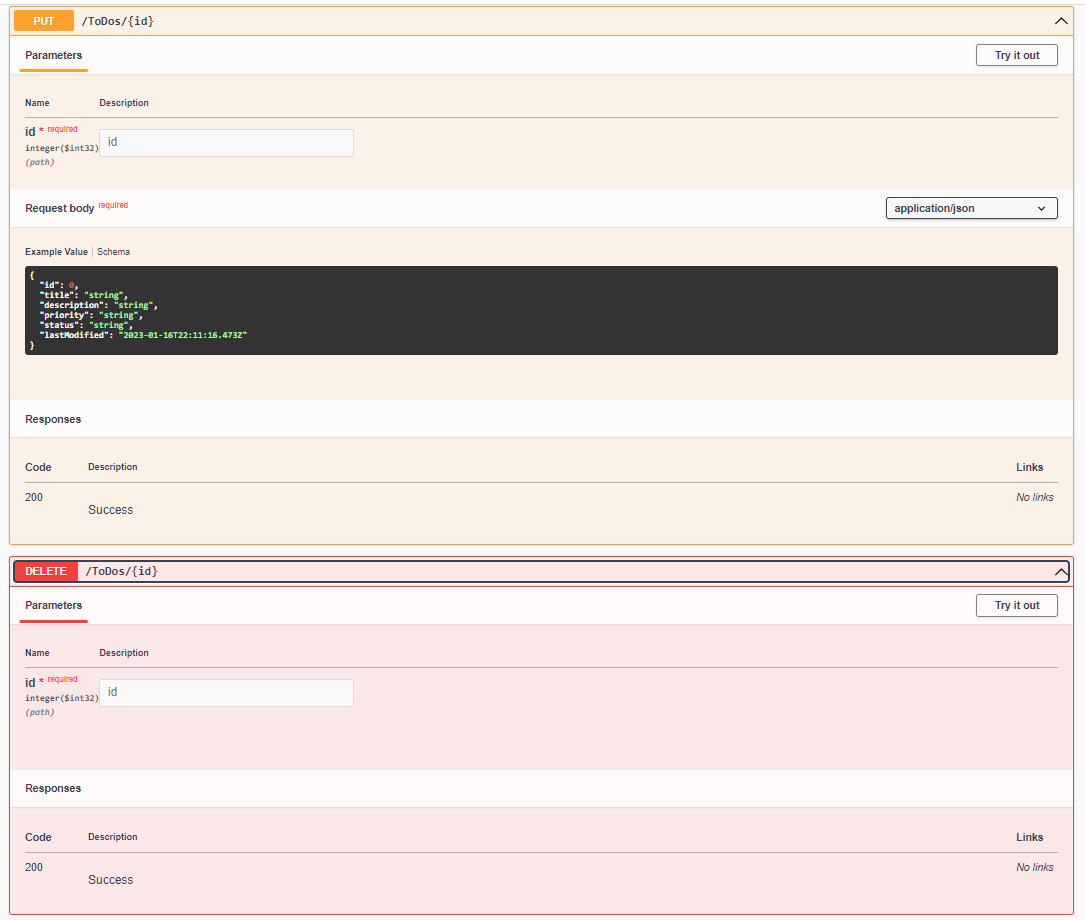 PUT /ToDos/{id}
Parameters Try it out
Name Description
id * required
integer($int32) id
(path)
Request body required application/json
Example Value Schema
{
  "id": 0,
  "title": "string",
  "description": "string",
  "priority": "string",
  "status": "string",
  "lastModified": "2023-01-16T22:11:16.473Z"
}
Responses
Code Description Links
200 No links
Success
DELETE /ToDos/{id}
Parameters Try it out
Name Description
id * required
integer($int32) id
(path)
Responses
Code Description Links
200 No links
Success